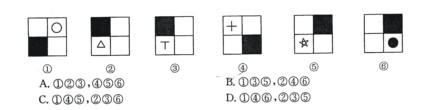 ① ② ③ ④ ⑤ ⑥
A. ①②③,④⑤⑥ B. ①③⑤,②④⑥
C. ①④⑤,②③⑥ D. ①④⑥,②③⑤